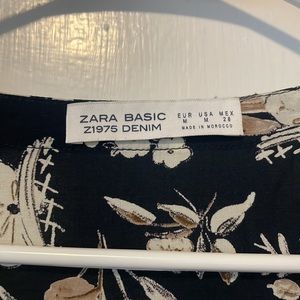 ZARA BASIC
Z1975 DENIM
EUR USA MEX
M M 28
MADE IN MOROCCO